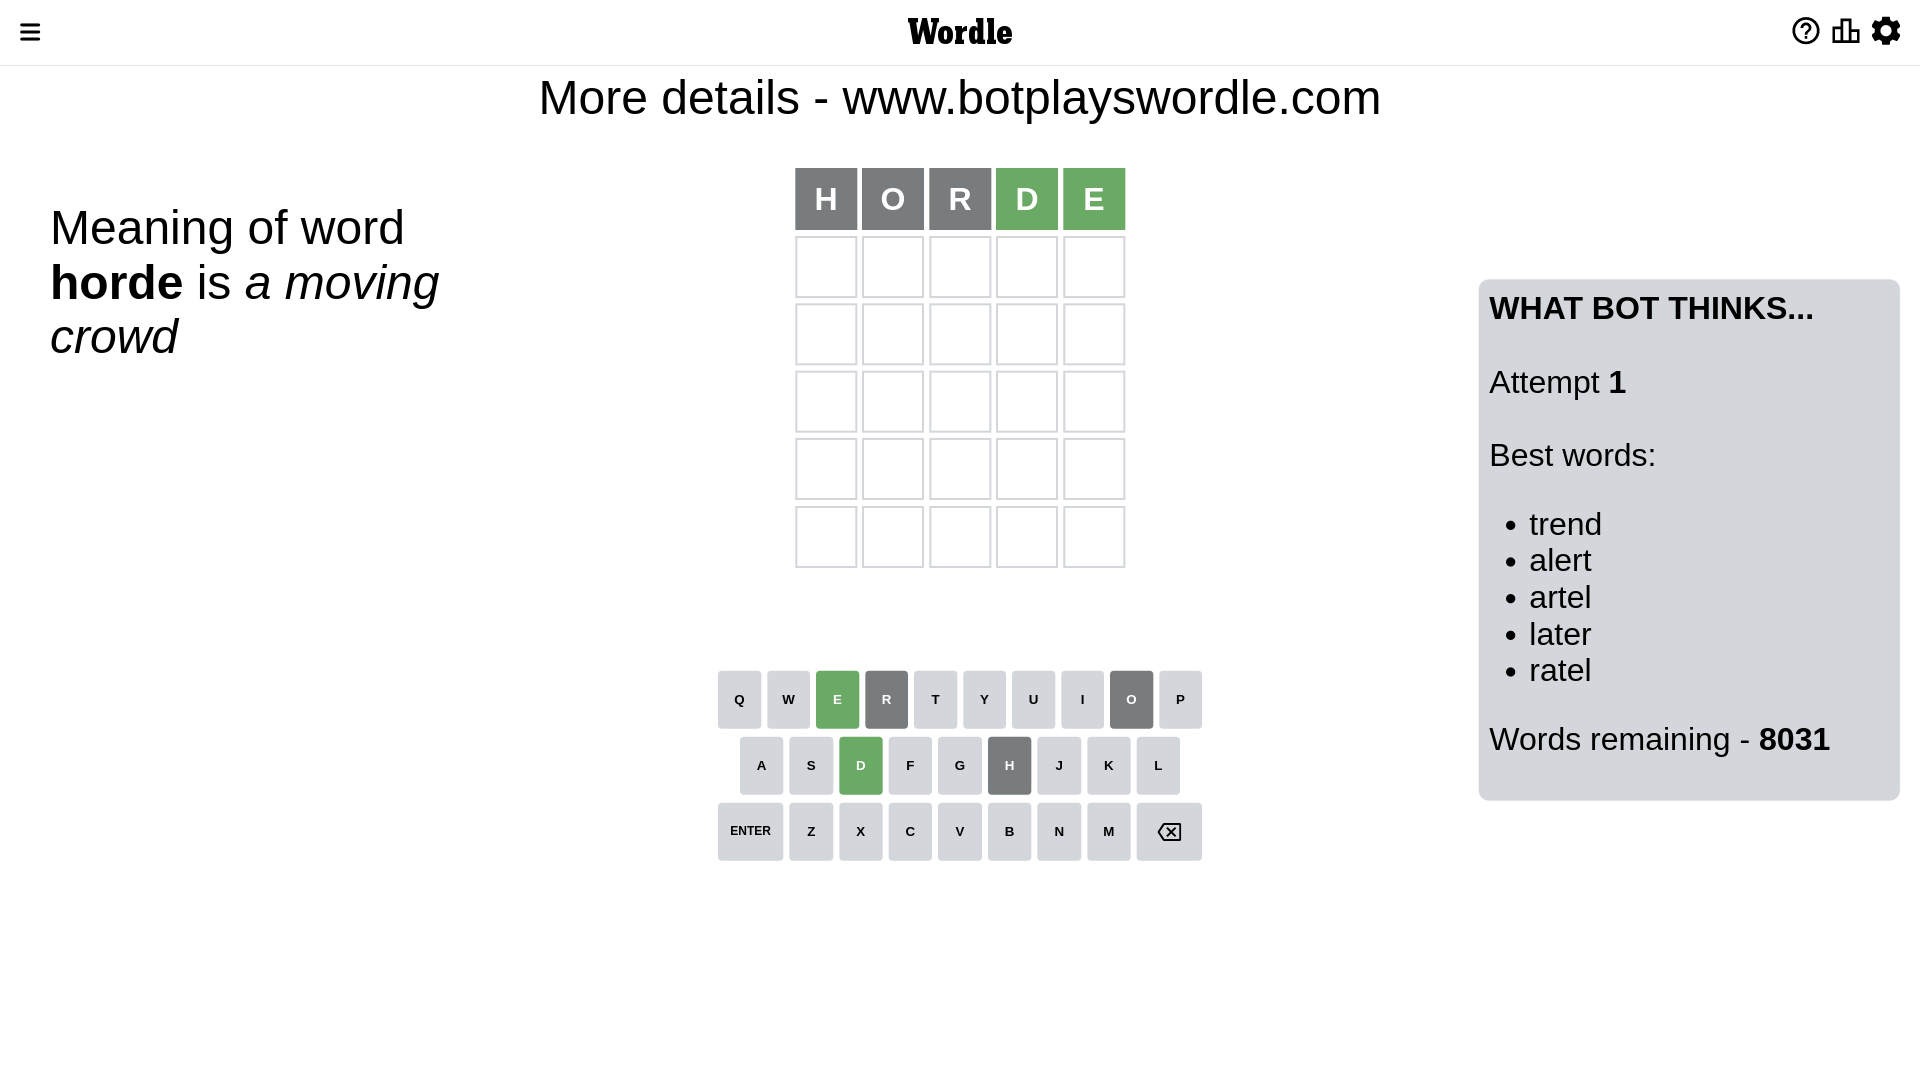 Wordle
More details - www.botplayswordle.com
Meaning of word
horde is a moving
crowd
H O R D E
WHAT BOT THINKS...
Attempt 1
Best words:
• trend
• alert
• artel
• later
• ratel
Words remaining - 8031
Q W E R T Y U I O P
A S D F G H J K L
ENTER Z X C V B N M